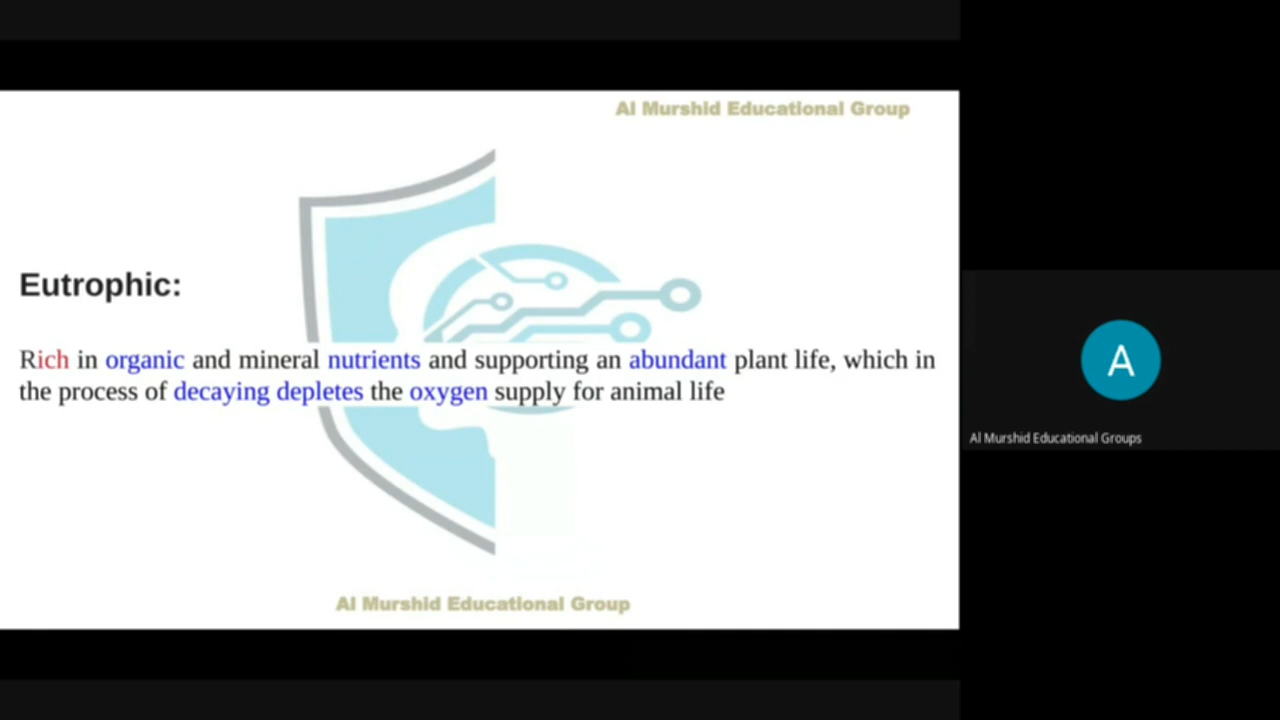 Al Murshid Educational Group
Eutrophic:
Rich in organic and mineral nutrients and supporting an abundant plant life, which in
the process of decaying depletes the oxygen supply for animal life
A
Al Murshid Educational Groups
Al Murshid Educational Group